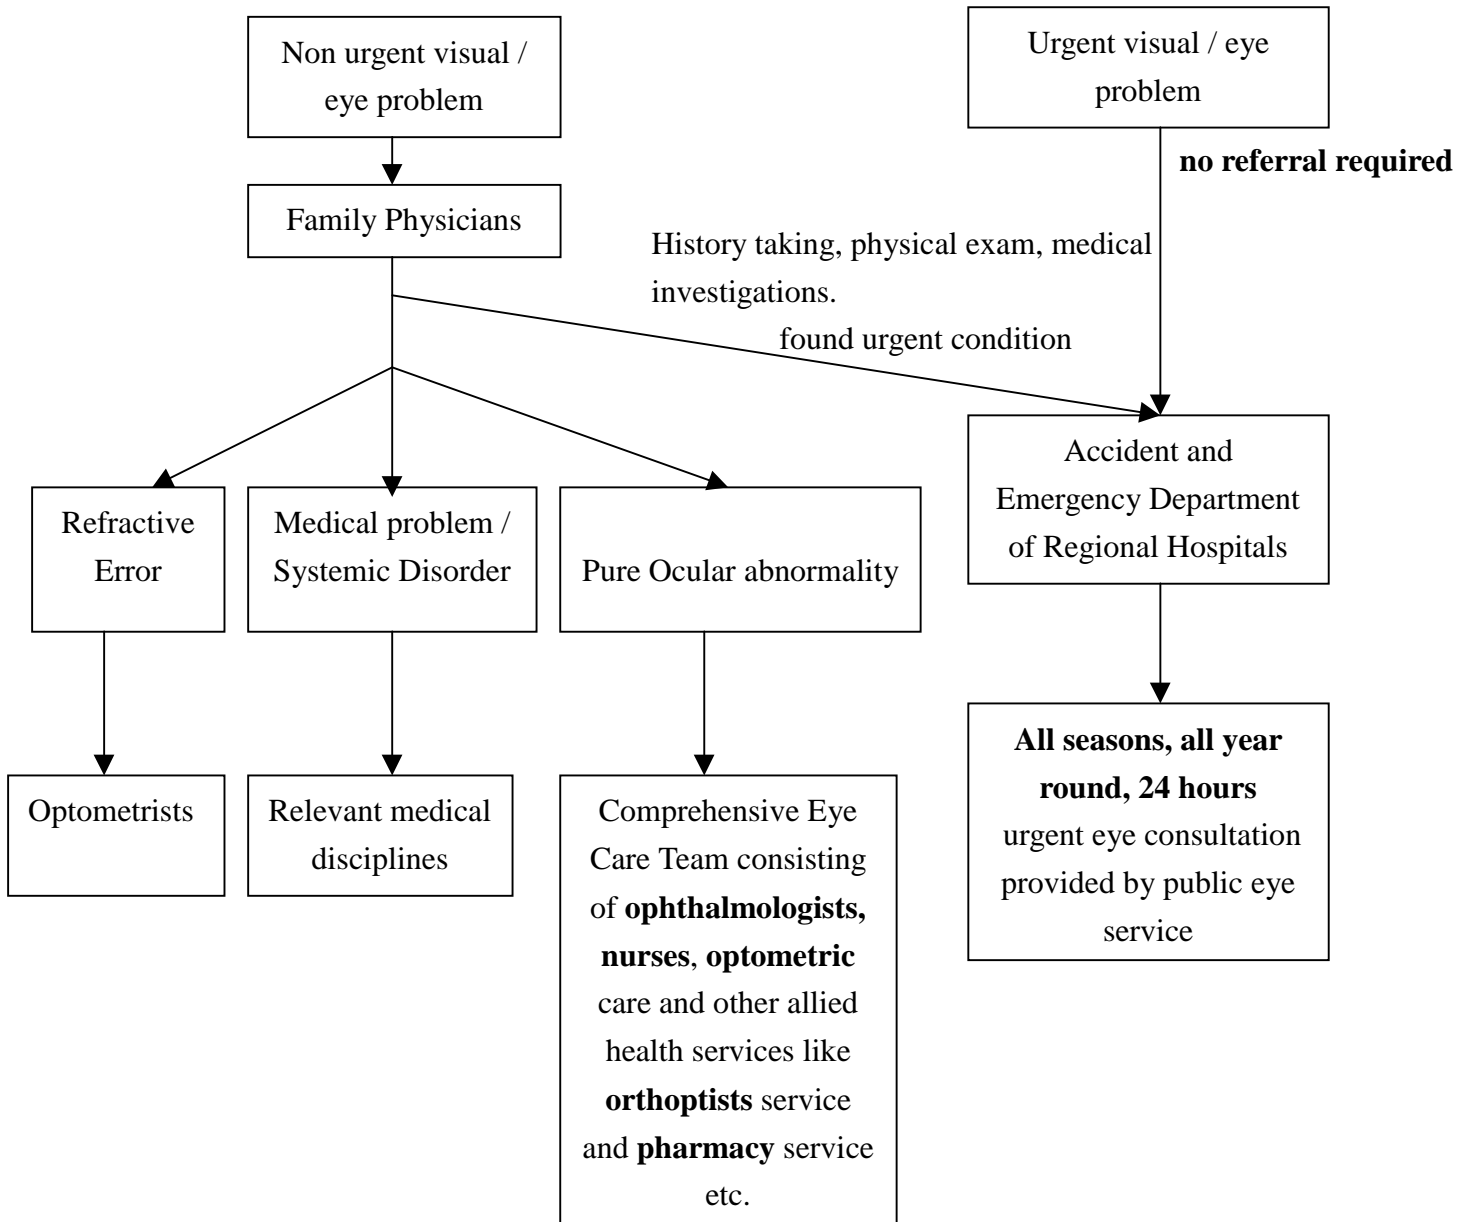 Non urgent visual /
eye problem
Urgent visual / eye
problem
no referral required
Family Physicians
History taking, physical exam, medical
investigations.
found urgent condition
Refractive
Error
Medical problem /
Systemic Disorder
Pure Ocular abnormality
Accident and
Emergency Department
of Regional Hospitals
Optometrists
Relevant medical
disciplines
Comprehensive Eye
Care Team consisting
of ophthalmologists,
nurses, optometric
care and other allied
health services like
orthoptists service
and pharmacy service
etc.
All seasons, all year
round, 24 hours
urgent eye consultation
provided by public eye
service